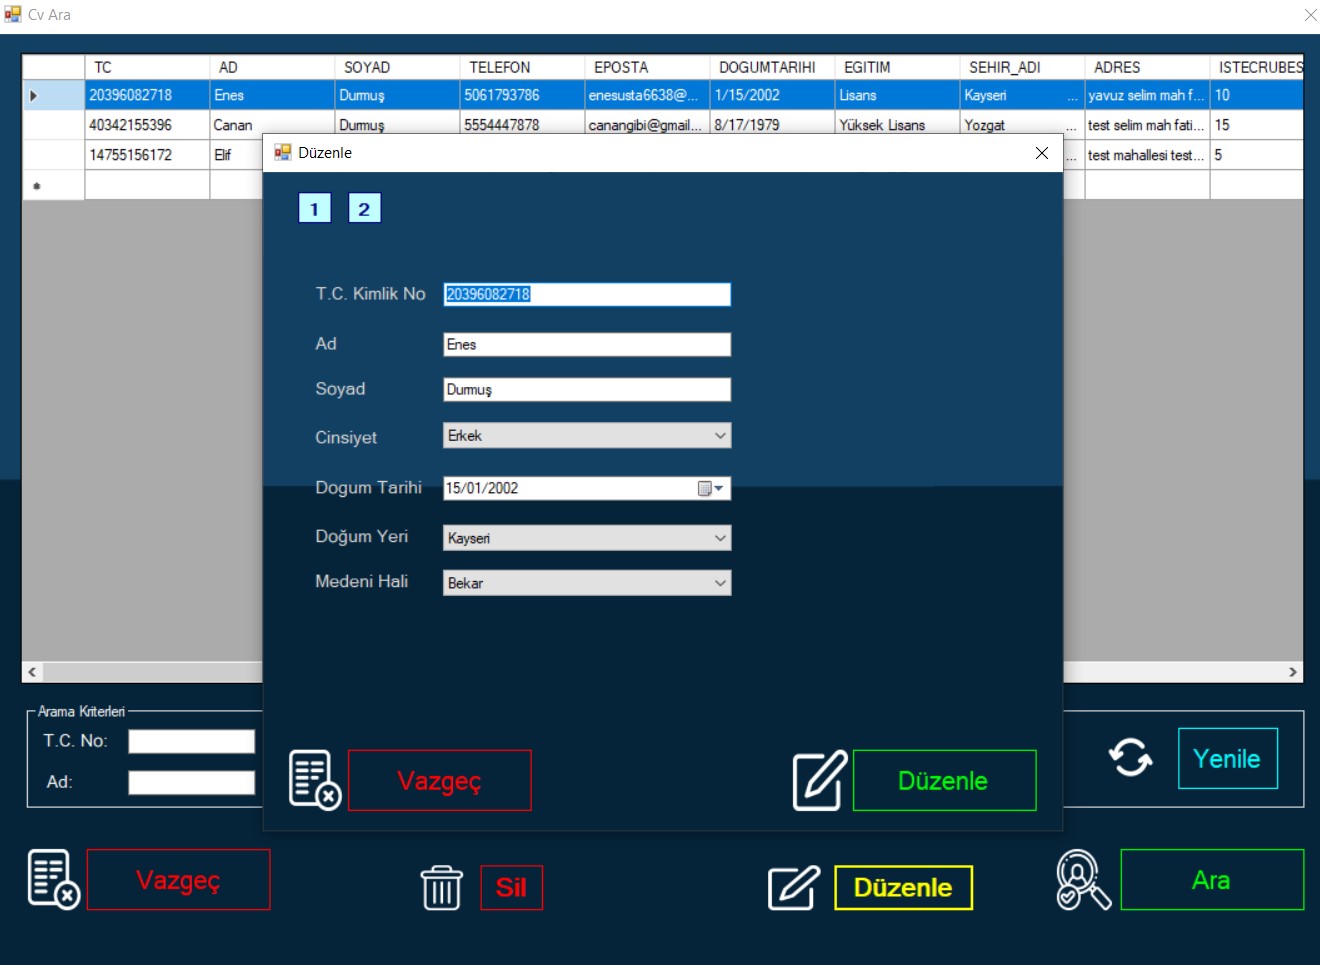 Cv Ara
TC AD SOYAD TELEFON EPOSTA DOGUMTARIHI EGITIM SEHIR_ADI ADRES ISTECRUBES
20396082718 Enes Durmuş 5061793786 enesusta6638@... 1/15/2002 Lisans Kayseri ... yavuz selim mah f... 10
40342155396 Canan Durmuş 5554447878 canangibi@gmail... 8/17/1979 Yüksek Lisans Yozgat ... test selim mah fati... 15
14755156172 Elif ... test mahallesi test... 5
Düzenle
1 2
T.C. Kimlik No 20396082718
Ad Enes
Soyad Durmuş
Cinsiyet Erkek
Dogum Tarihi 15/01/2002
Doğum Yeri Kayseri
Medeni Hali Bekar
Vazgeç Düzenle
Arama Kriterleri
T.C. No:
Ad:
Yenile
Vazgeç Sil Düzenle Ara